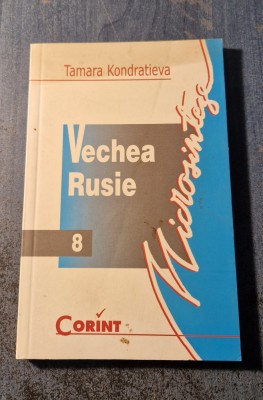 Tamara Kondratieva
Vechea
Rusie
Microsinteze
8
CORINT